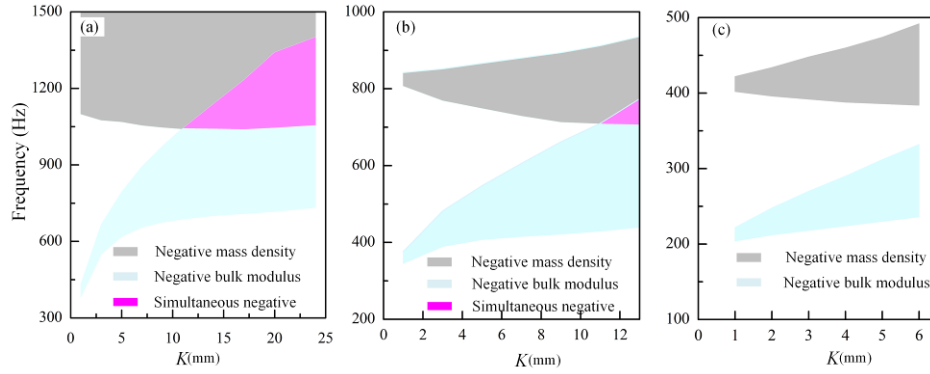 (a)
1500
1200
900
600
300
Frequency (Hz)
0
5
10
15
20
25
K(mm)
Negative mass density
Negative bulk modulus
Simultaneous negative
(b)
1000
800
600
400
200
0
2
4
6
8
10
12
K(mm)
Negative mass density
Negative bulk modulus
Simultaneous negative
(c)
500
400
300
200
100
0
1
2
3
4
5
6
K(mm)
Negative mass density
Negative bulk modulus